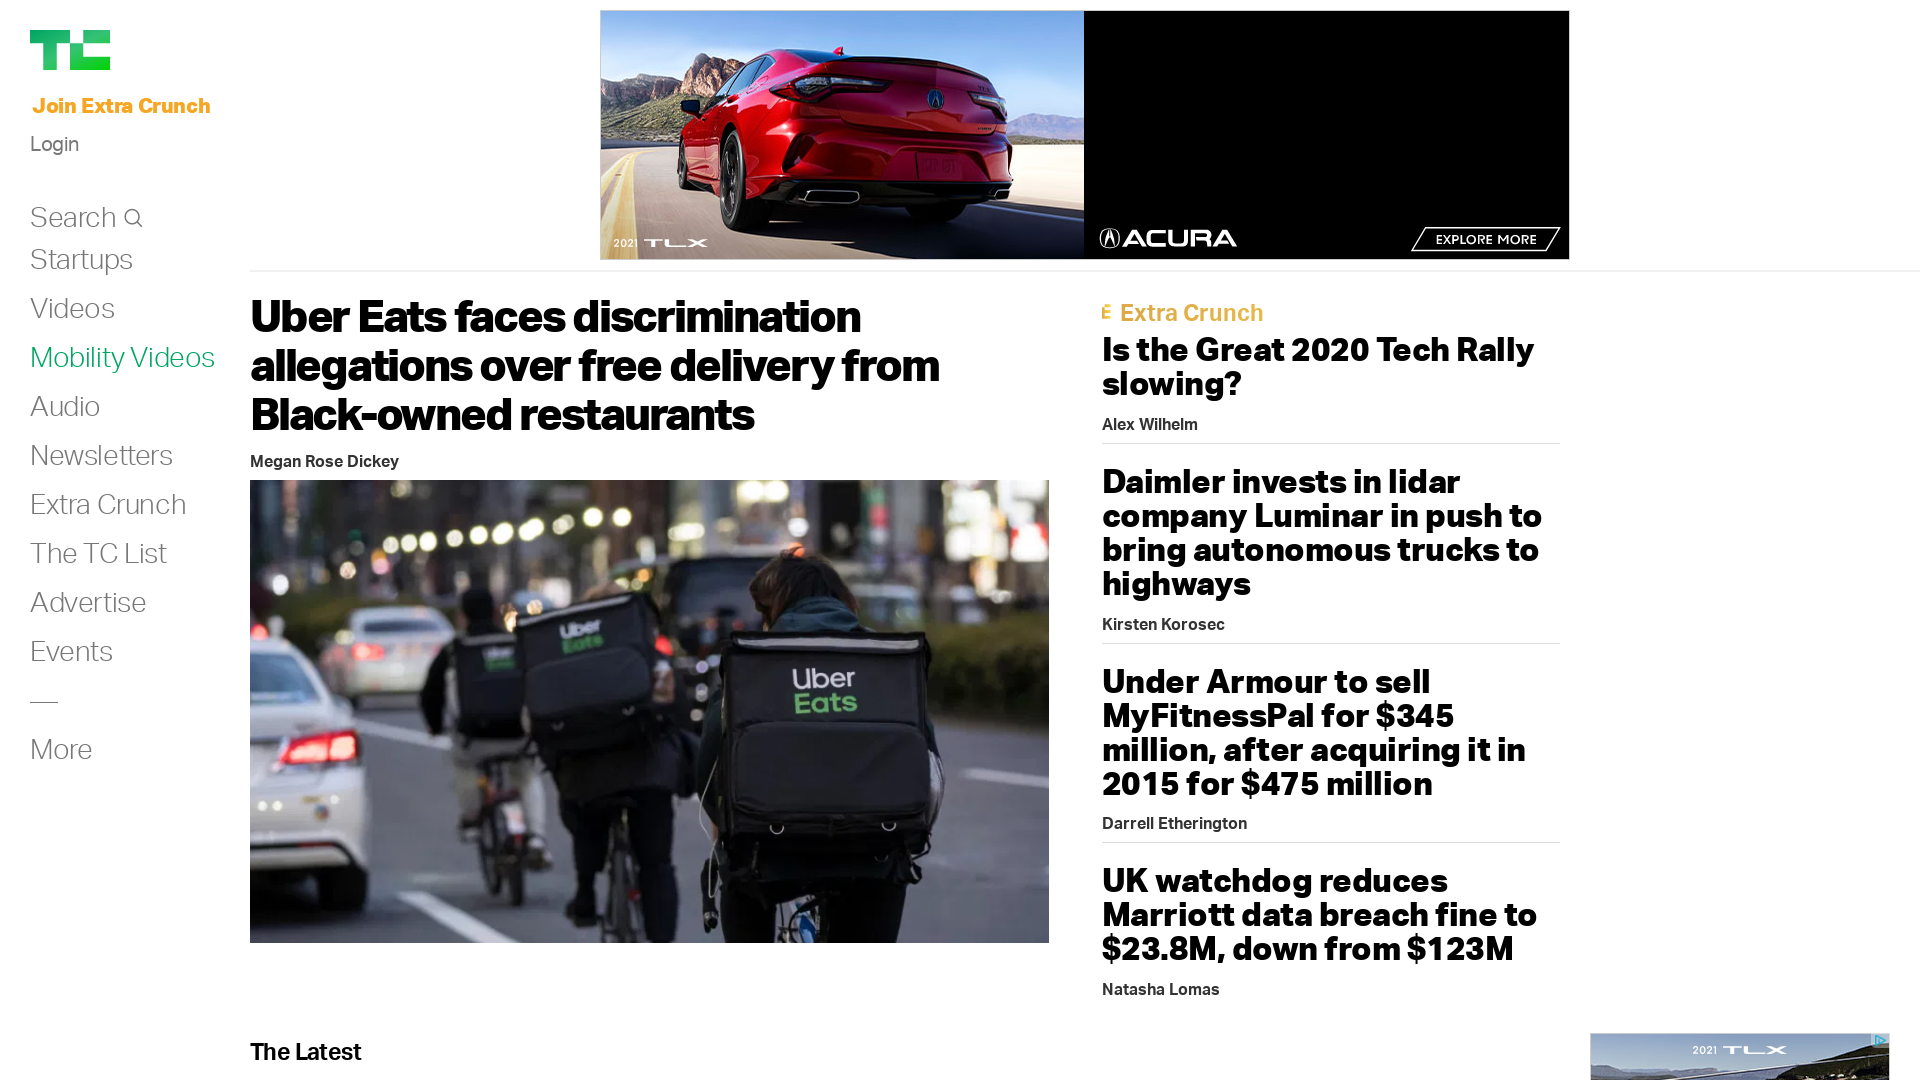 TC
Join Extra Crunch
Login
Search
Startups
Videos
Mobility Videos
Audio
Newsletters
Extra Crunch
The TC List
Advertise
Events
More
2021 TLX
ACURA
EXPLORE MORE
Uber Eats faces discrimination
allegations over free delivery from
Black-owned restaurants
Megan Rose Dickey
Uber
Eats
Uber
Eats
Uber
Eats
Extra Crunch
Is the Great 2020 Tech Rally
slowing?
Alex Wilhelm
Daimler invests in lidar
company Luminar in push to
bring autonomous trucks to
highways
Kirsten Korosec
Under Armour to sell
MyFitnessPal for $345
million, after acquiring it in
2015 for $475 million
Darrell Etherington
UK watchdog reduces
Marriott data breach fine to
$23.8M, down from $123M
Natasha Lomas
The Latest
2021 TLX